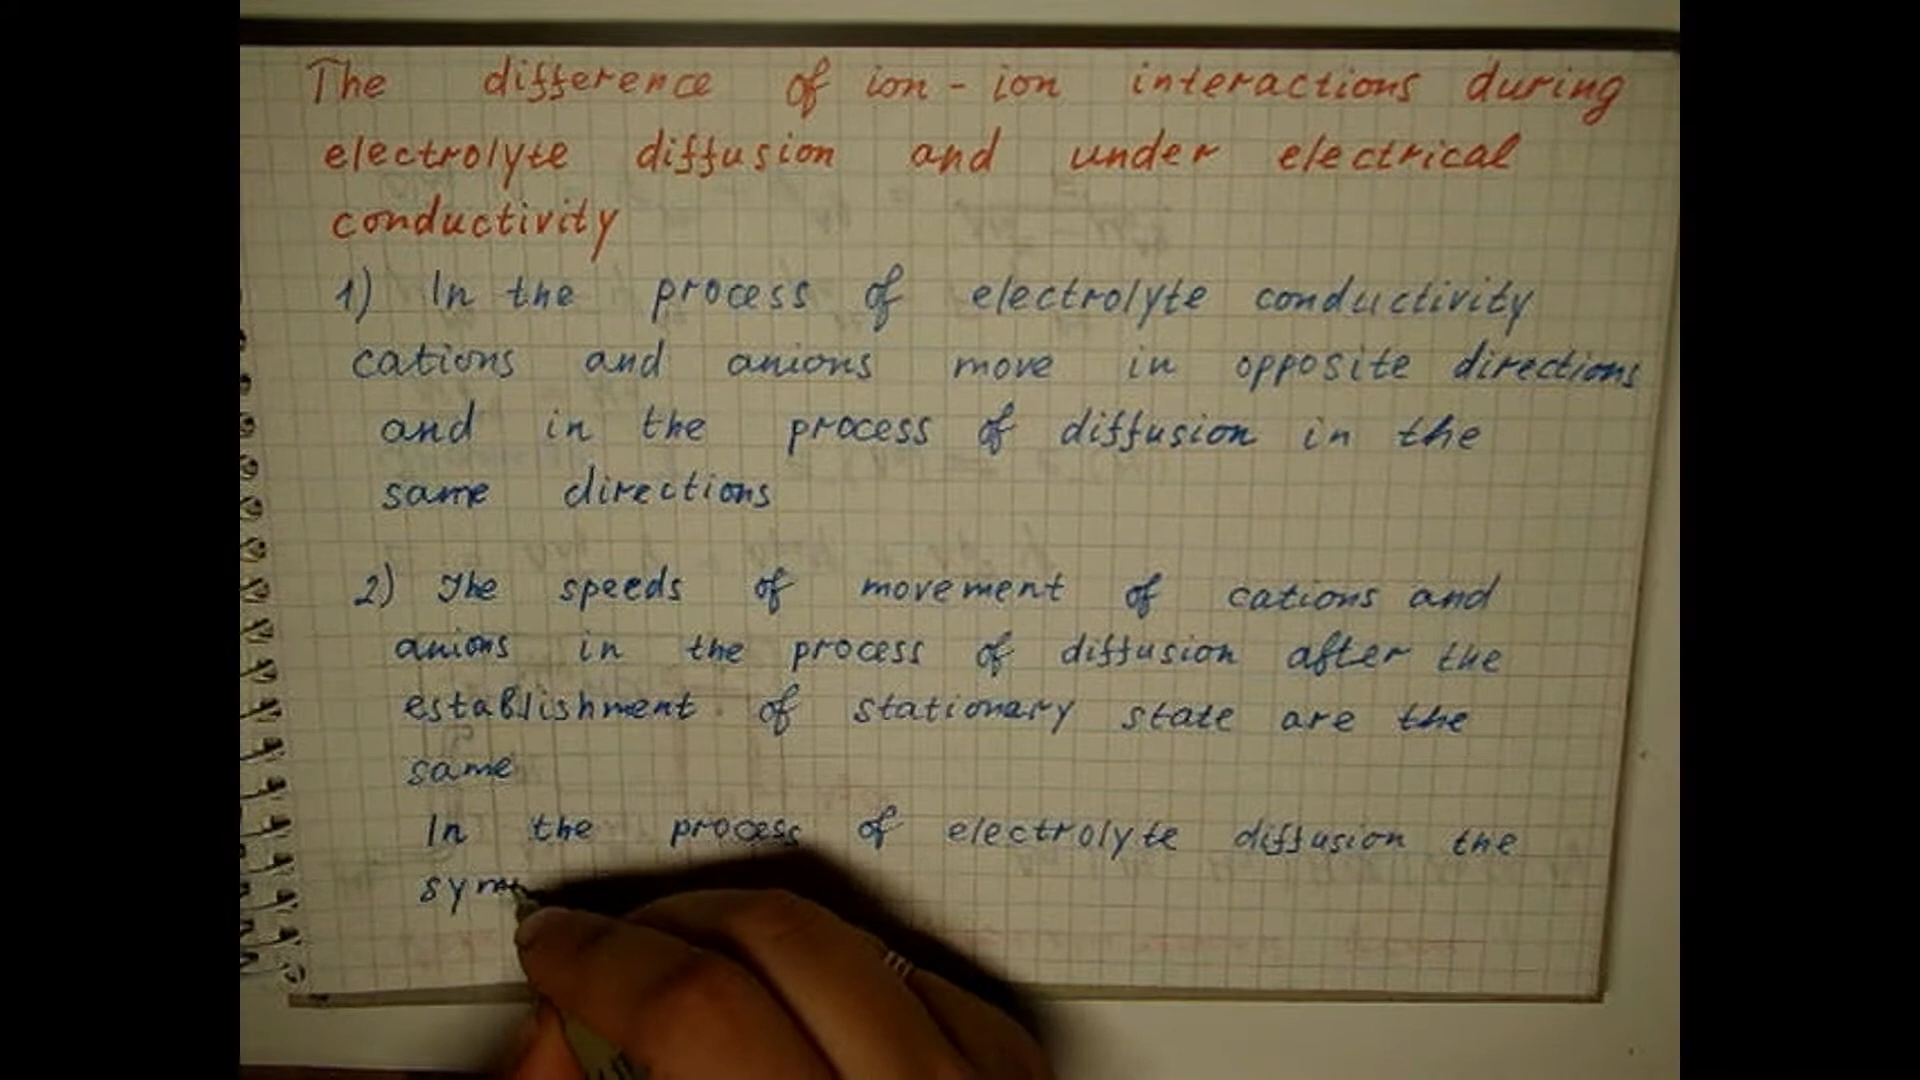 The difference of ion-ion interactions during
electrolyte diffusion and under electrical
conductivity
1) In the process of electrolyte conductivity
cations and anions move in opposite directions
and in the process of diffusion in the
same directions
2) The speeds of movement of cations and
anions in the process of diffusion after the
establishment of stationary state are the
same
In the process of electrolyte diffusion the